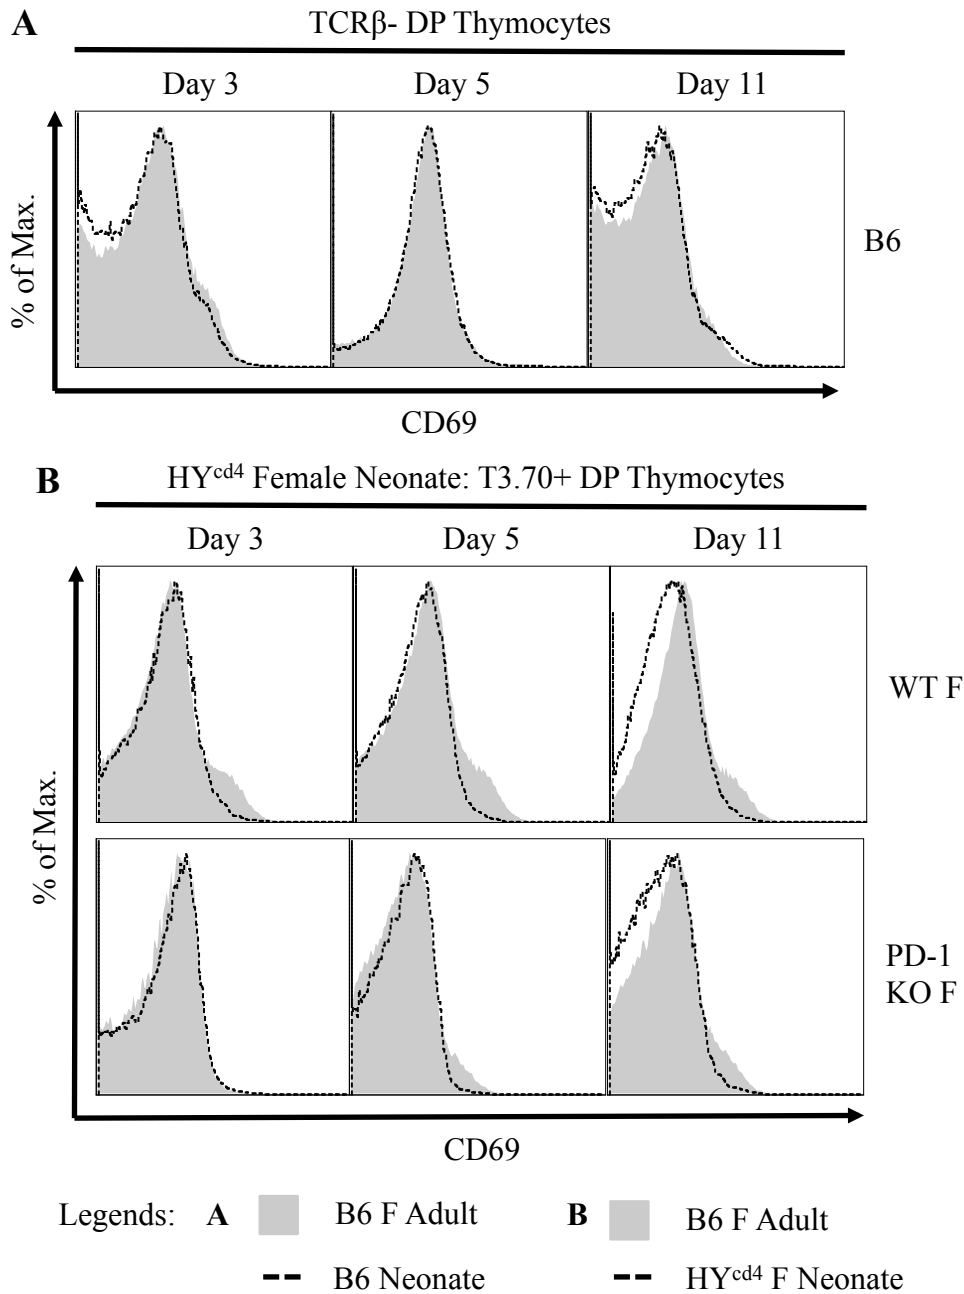 A
TCRβ- DP Thymocytes
Day 3 Day 5 Day 11
% of Max.
B6
CD69
B
HYcd4 Female Neonate: T3.70+ DP Thymocytes
Day 3 Day 5 Day 11
WT F
% of Max.
PD-1
KO F
CD69
Legends: A B6 F Adult B B6 F Adult
B6 Neonate HYcd4 F Neonate